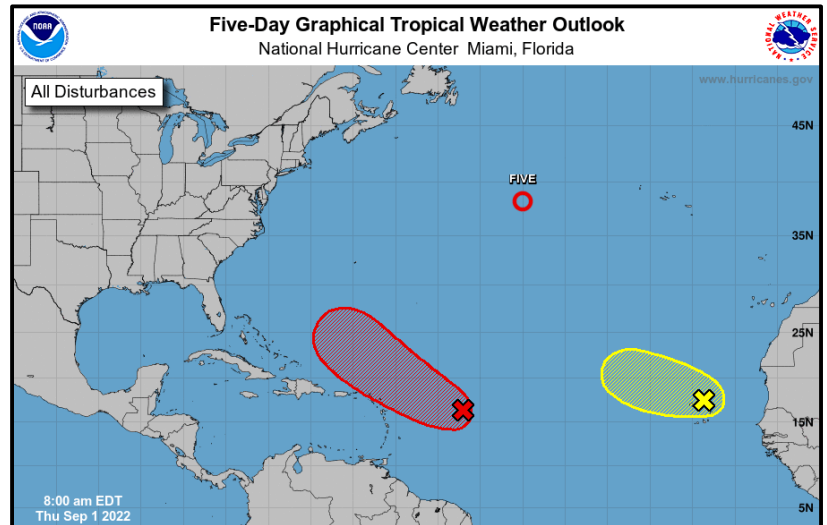 Five-Day Graphical Tropical Weather Outlook
National Hurricane Center  Miami, Florida
NOAA
All Disturbances
www.hurricanes.gov
45N
FIVE
35N
25N
15N
8:00 am EDT
Thu Sep 1 2022
5N